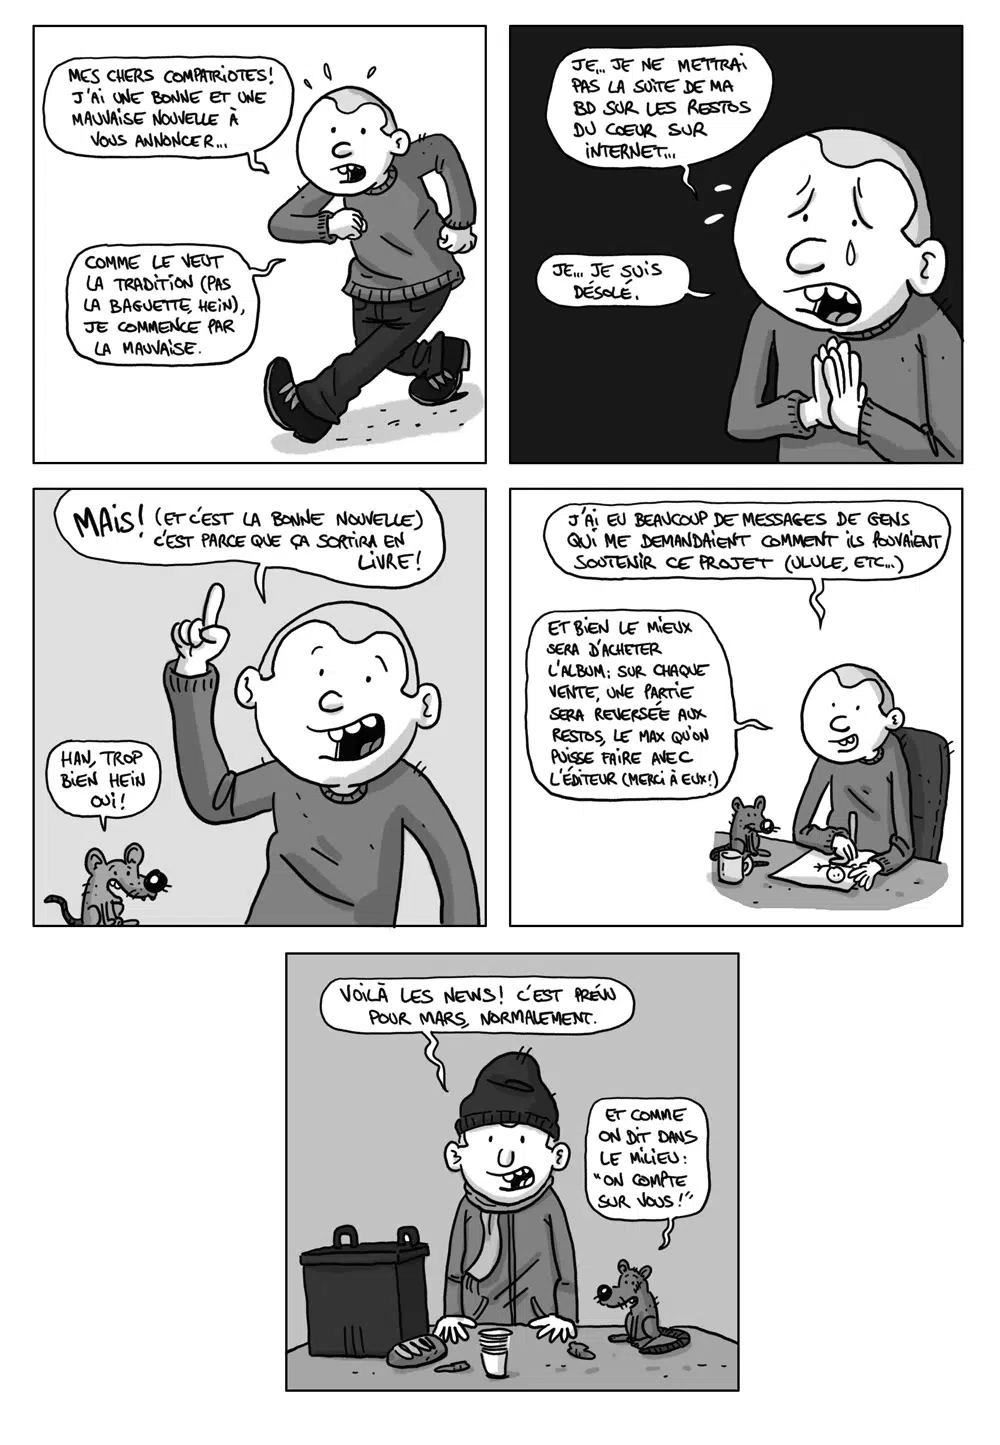 MES CHERS COMPATRIOTES!
J'AI UNE BONNE ET UNE
MAUVAISE NOUVELLE À
VOUS ANNONCER...
COMME LE VEUT
LA TRADITION (PAS
LA BAGUETTE, HEIN),
JE COMMENCE PAR
LA MAUVAISE.
JE... JE NE METTRAI
PAS LA SUITE DE MA
BD SUR LES RESTOS
DU COEUR SUR
INTERNET...
JE... JE SUIS
DÉSOLÉ.
MAIS! (ET C'EST LA BONNE NOUVELLE)
C'EST PARCE QUE ÇA SORTIRA EN
LIVRE!
HAN, TROP
BIEN HEIN
OUI!
J'AI EU BEAUCOUP DE MESSAGES DE GENS
QUI ME DEMANDAIENT COMMENT ILS POUVAIENT
SOUTENIR CE PROJET (ULULE, ETC...)
ET BIEN LE MIEUX
SERA D'ACHETER
L'ALBUM: SUR CHAQUE
VENTE, UNE PARTIE
SERA REVERSÉE AUX
RESTOS, LE MAX QU'ON
PUISSE FAIRE AVEC
L'ÉDITEUR (MERCI À EUX!)
VOILÀ LES NEWS! C'EST PRÉVU
POUR MARS, NORMALEMENT.
ET COMME
ON DIT DANS
LE MILIEU:
"ON COMPTE
SUR VOUS!"